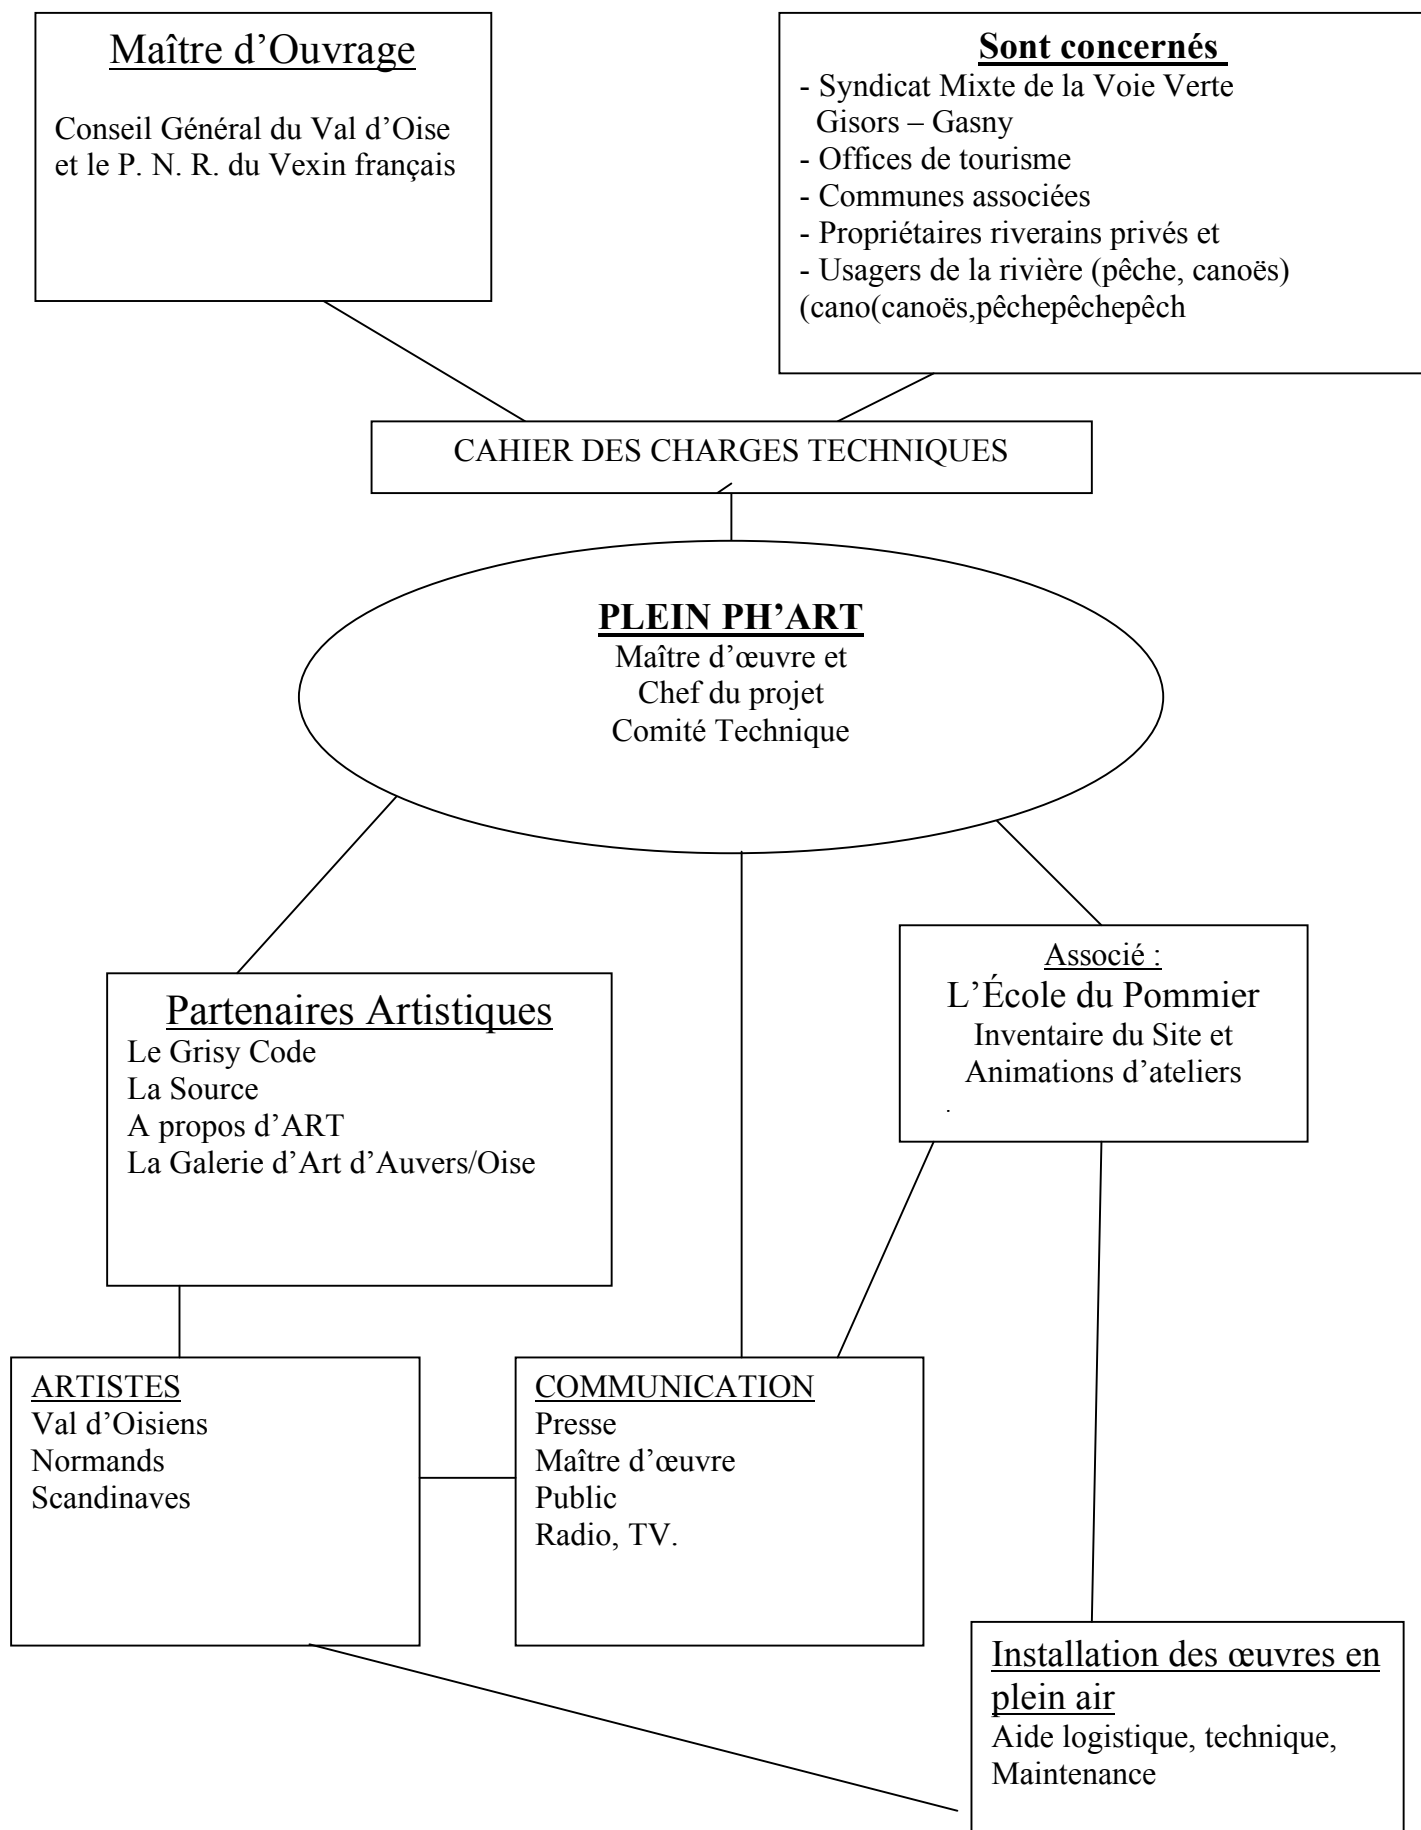 Maître d’Ouvrage
Conseil Général du Val d’Oise
et le P. N. R. du Vexin français
Sont concernés
- Syndicat Mixte de la Voie Verte
Gisors – Gasny
- Offices de tourisme
- Communes associées
- Propriétaires riverains privés et
- Usagers de la rivière (pêche, canoës)
(cano(canoës,pêchepêchepêch
CAHIER DES CHARGES TECHNIQUES
PLEIN PH’ART
Maître d’œuvre et
Chef du projet
Comité Technique
Partenaires Artistiques
Le Grisy Code
La Source
A propos d’ART
La Galerie d’Art d’Auvers/Oise
Associé :
L’École du Pommier
Inventaire du Site et
Animations d’ateliers
.
ARTISTES
Val d’Oisiens
Normands
Scandinaves
COMMUNICATION
Presse
Maître d’œuvre
Public
Radio, TV.
Installation des œuvres en
plein air
Aide logistique, technique,
Maintenance